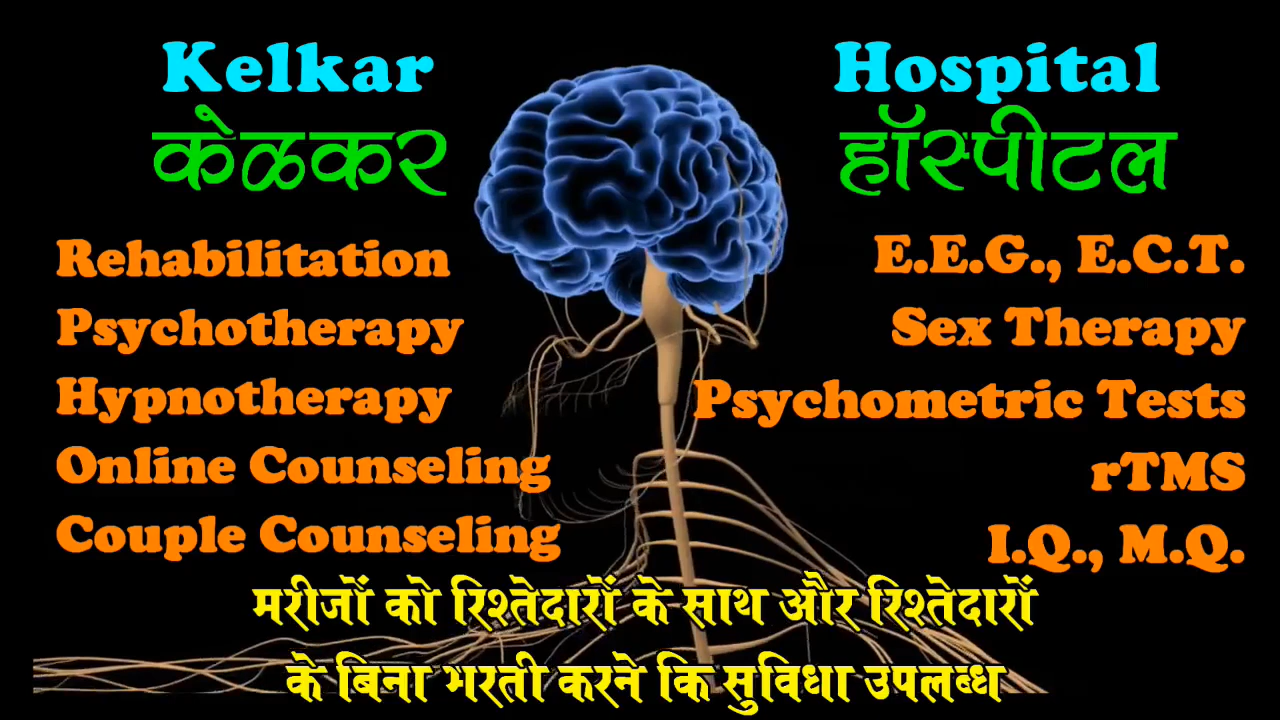 Kelkar Hospital
केळकर हॉस्पीटल
Rehabilitation
Psychotherapy
Hypnotherapy
Online Counseling
Couple Counseling
E.E.G., E.C.T.
Sex Therapy
Psychometric Tests
rTMS
I.Q., M.Q.
मरीजों को रिश्तेदारों के साथ और रिश्तेदारों
के बिना भरती करने कि सुविधा उपलब्ध